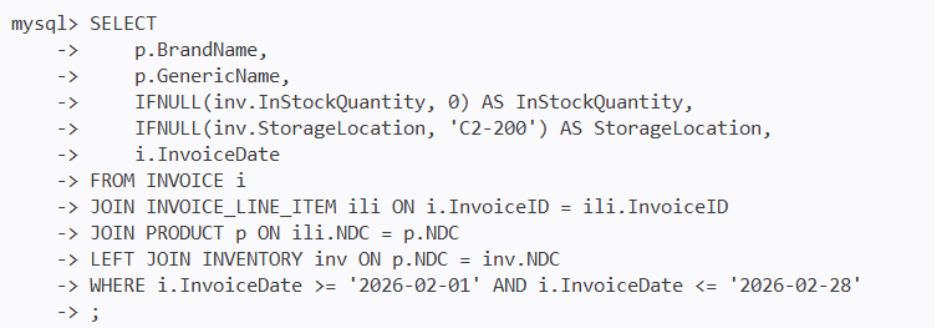 mysql> SELECT
    ->     p.BrandName,
    ->     p.GenericName,
    ->     IFNULL(inv.InStockQuantity, 0) AS InStockQuantity,
    ->     IFNULL(inv.StorageLocation, 'C2-200') AS StorageLocation,
    ->     i.InvoiceDate
    -> FROM INVOICE i
    -> JOIN INVOICE_LINE_ITEM ili ON i.InvoiceID = ili.InvoiceID
    -> JOIN PRODUCT p ON ili.NDC = p.NDC
    -> LEFT JOIN INVENTORY inv ON p.NDC = inv.NDC
    -> WHERE i.InvoiceDate >= '2026-02-01' AND i.InvoiceDate <= '2026-02-28'
    -> ;